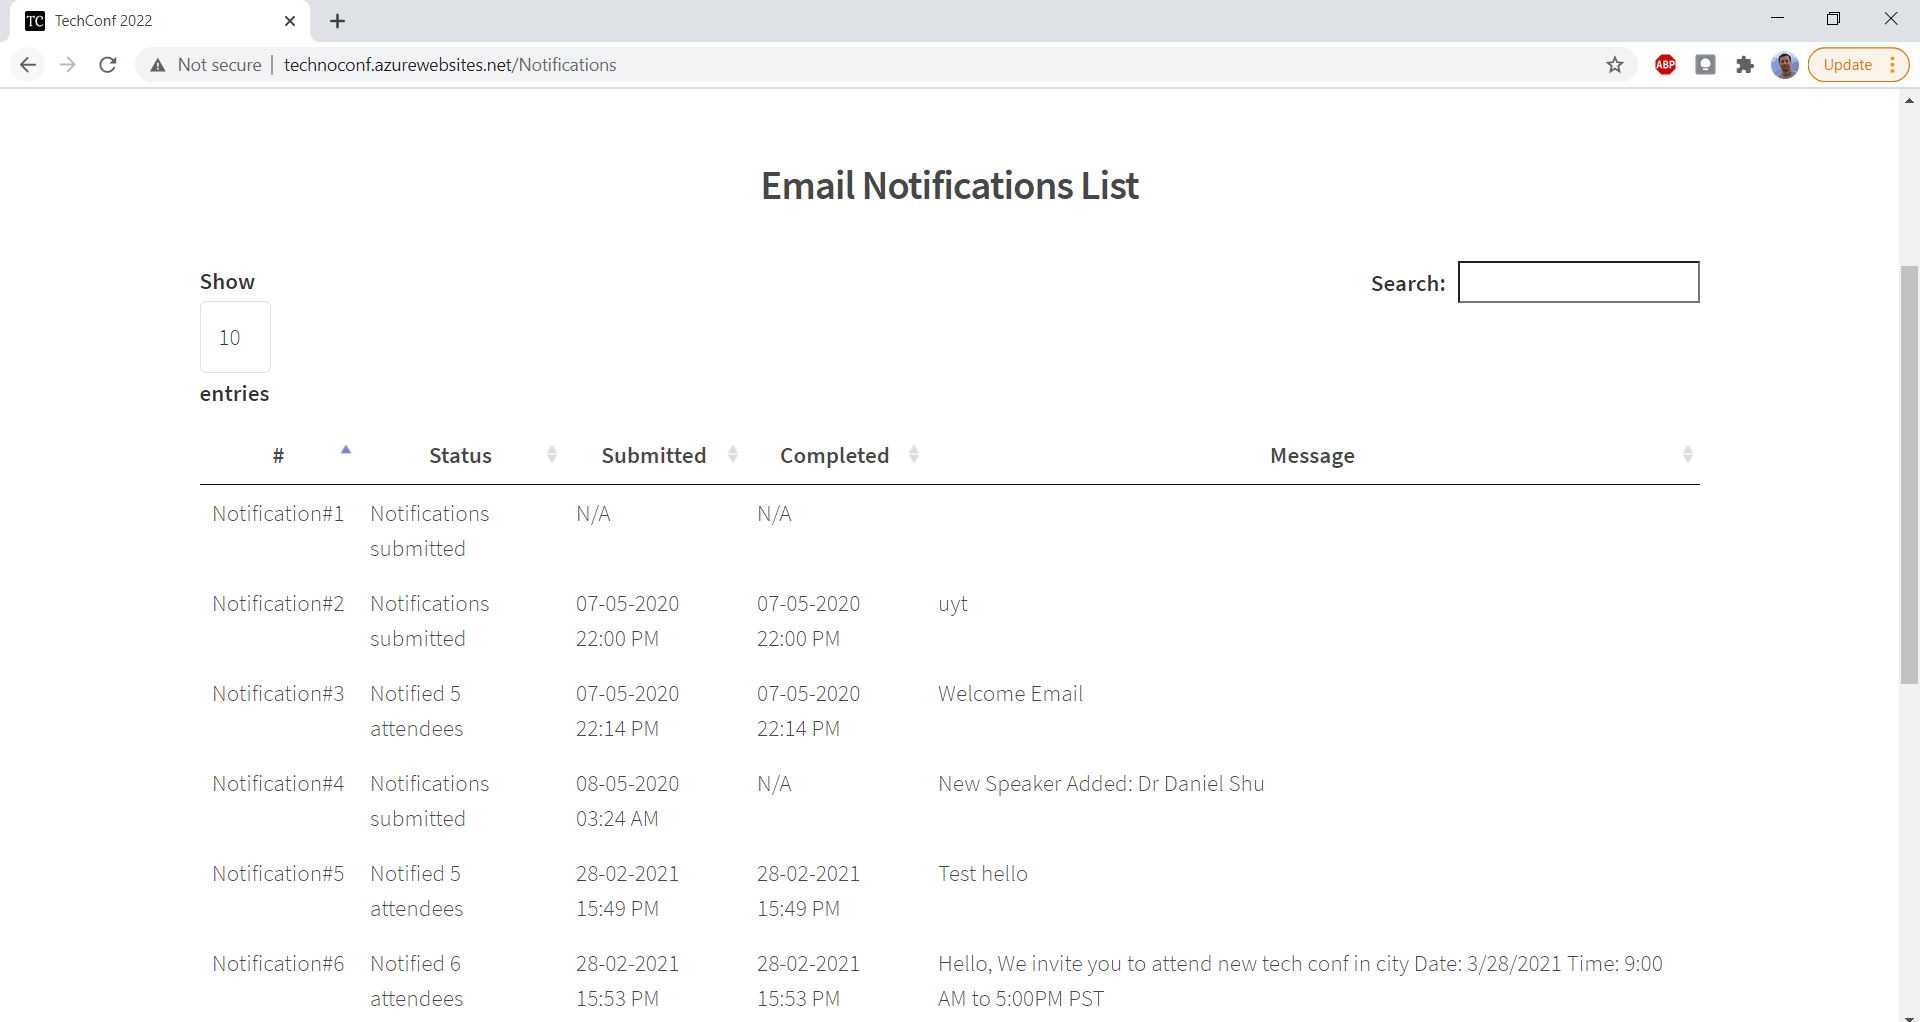 TC TechConf 2022
Not secure technoconf.azurewebsites.net/Notifications ABP Update
Email Notifications List
Show
10
entries
Search:
# Status Submitted Completed Message
Notification#1 Notifications N/A N/A
submitted
Notification#2 Notifications 07-05-2020 07-05-2020 uyt
submitted 22:00 PM 22:00 PM
Notification#3 Notified 5 07-05-2020 07-05-2020 Welcome Email
attendees 22:14 PM 22:14 PM
Notification#4 Notifications 08-05-2020 N/A New Speaker Added: Dr Daniel Shu
submitted 03:24 AM
Notification#5 Notified 5 28-02-2021 28-02-2021 Test hello
attendees 15:49 PM 15:49 PM
Notification#6 Notified 6 28-02-2021 28-02-2021 Hello, We invite you to attend new tech conf in city Date: 3/28/2021 Time: 9:00
attendees 15:53 PM 15:53 PM AM to 5:00PM PST